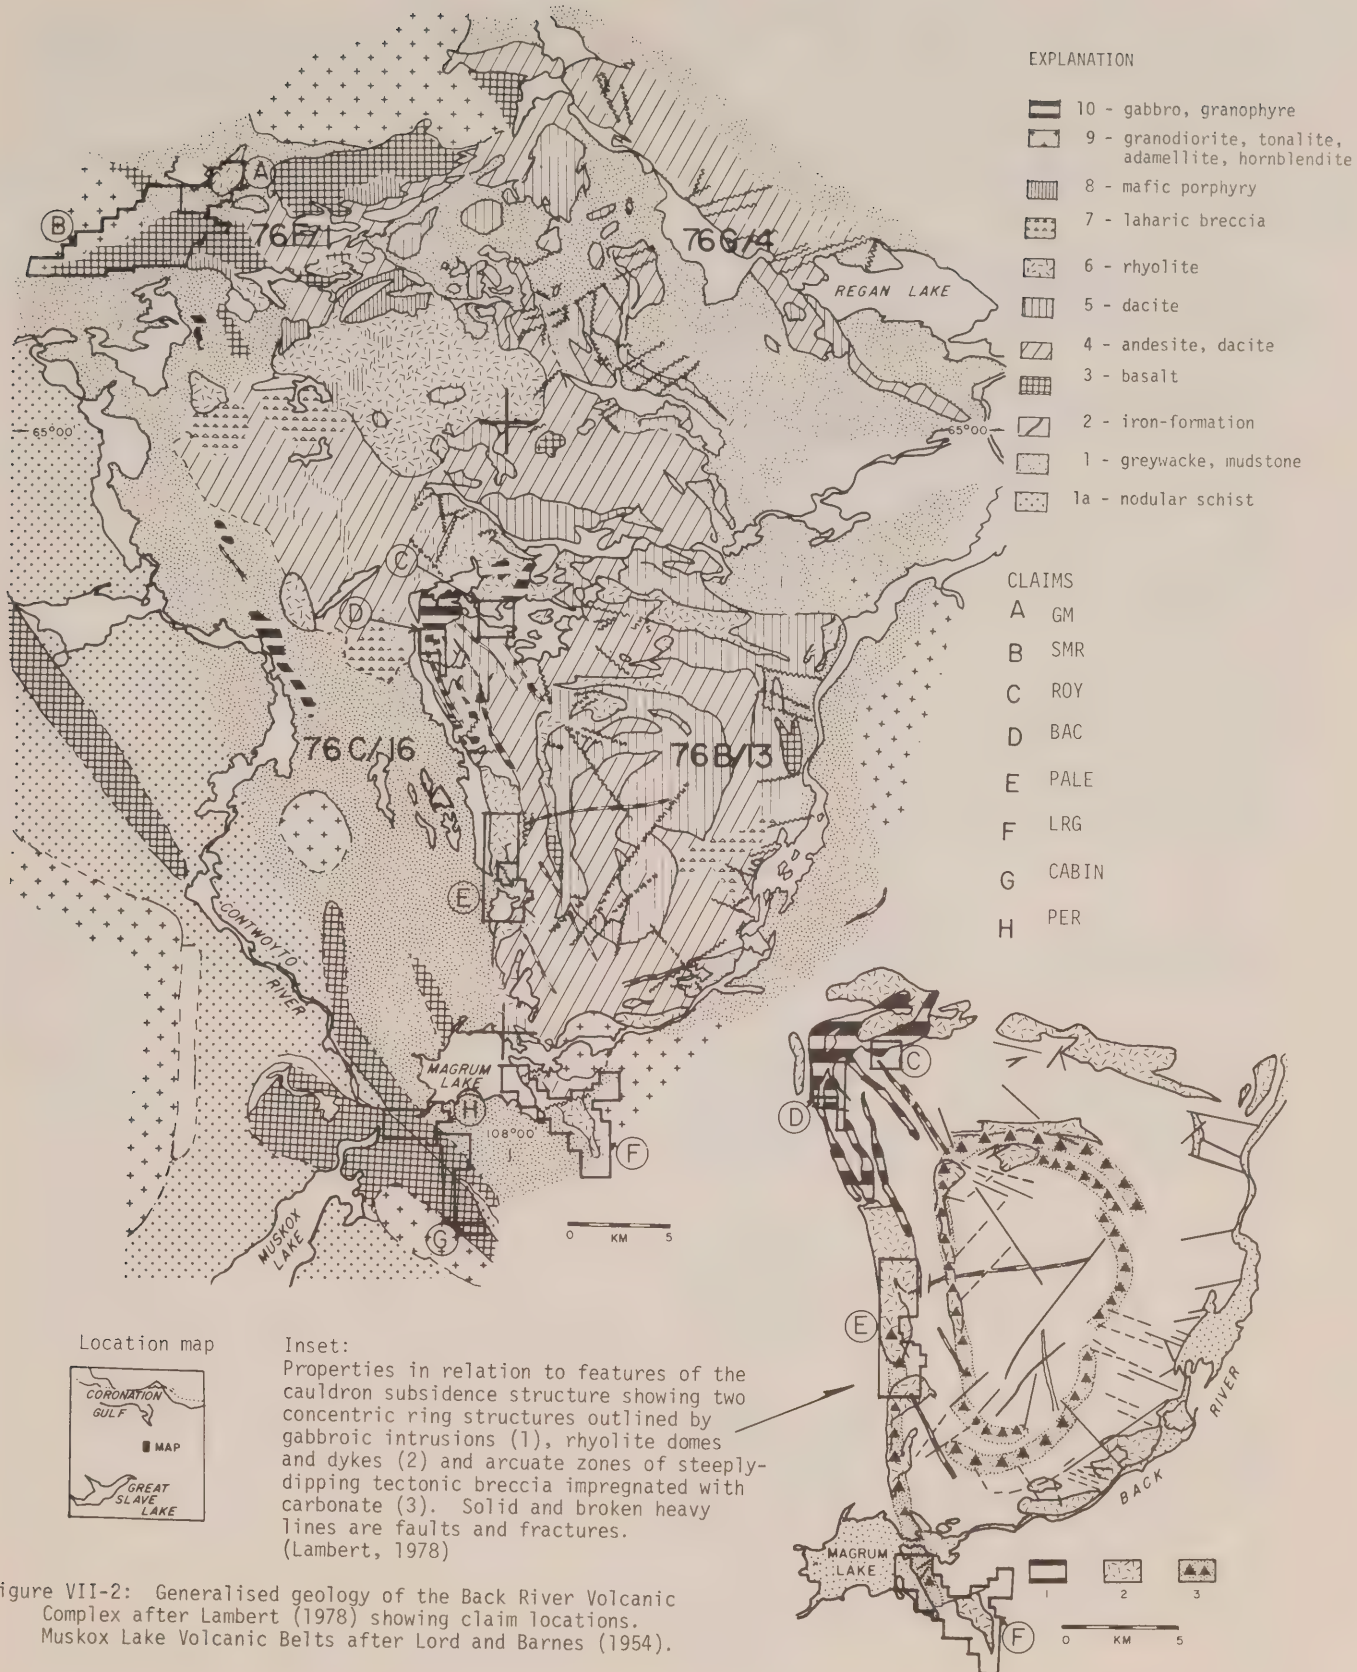 EXPLANATION
10 - gabbro, granophyre
9 - granodiorite, tonalite,
adamellite, hornblendite
8 - mafic porphyry
7 - laharic breccia
6 - rhyolite
5 - dacite
4 - andesite, dacite
3 - basalt
2 - iron-formation
1 - greywacke, mudstone
1a - nodular schist
CLAIMS
A GM
B SMR
C ROY
D BAC
E PALE
F LRG
G CABIN
H PER
A
B
76F/1
76G/4
REGAN LAKE
65°00'
65°00'
C
D
76C/16
76B/13
E
CONTWOYTO
RIVER
MAGRUM
LAKE
H
108°00
F
G
MUSKOX
LAKE
0 KM 5
C
D
E
BACK
RIVER
MAGRUM
LAKE
F
1 2 3
0 KM 5
Location map
CORONATION
GULF
MAP
GREAT
SLAVE
LAKE
Inset:
Properties in relation to features of the
cauldron subsidence structure showing two
concentric ring structures outlined by
gabbroic intrusions (1), rhyolite domes
and dykes (2) and arcuate zones of steeply-
dipping tectonic breccia impregnated with
carbonate (3). Solid and broken heavy
lines are faults and fractures.
(Lambert, 1978)
igure VII-2: Generalised geology of the Back River Volcanic
Complex after Lambert (1978) showing claim locations.
Muskox Lake Volcanic Belts after Lord and Barnes (1954).